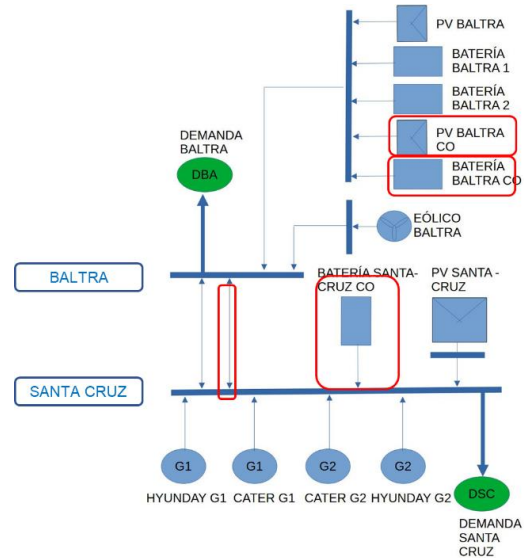 PV BALTRA
BATERÍA
BALTRA 1
BATERÍA
BALTRA 2
PV BALTRA
CO
BATERÍA
BALTRA CO
DEMANDA
BALTRA
DBA
EÓLICO
BALTRA
BALTRA
BATERÍA SANTA-
CRUZ CO
PV SANTA -
CRUZ
SANTA CRUZ
G1
G1
G2
G2
HYUNDAY G1
CATER G1
CATER G2
HYUNDAY G2
DSC
DEMANDA
SANTA
CRUZ